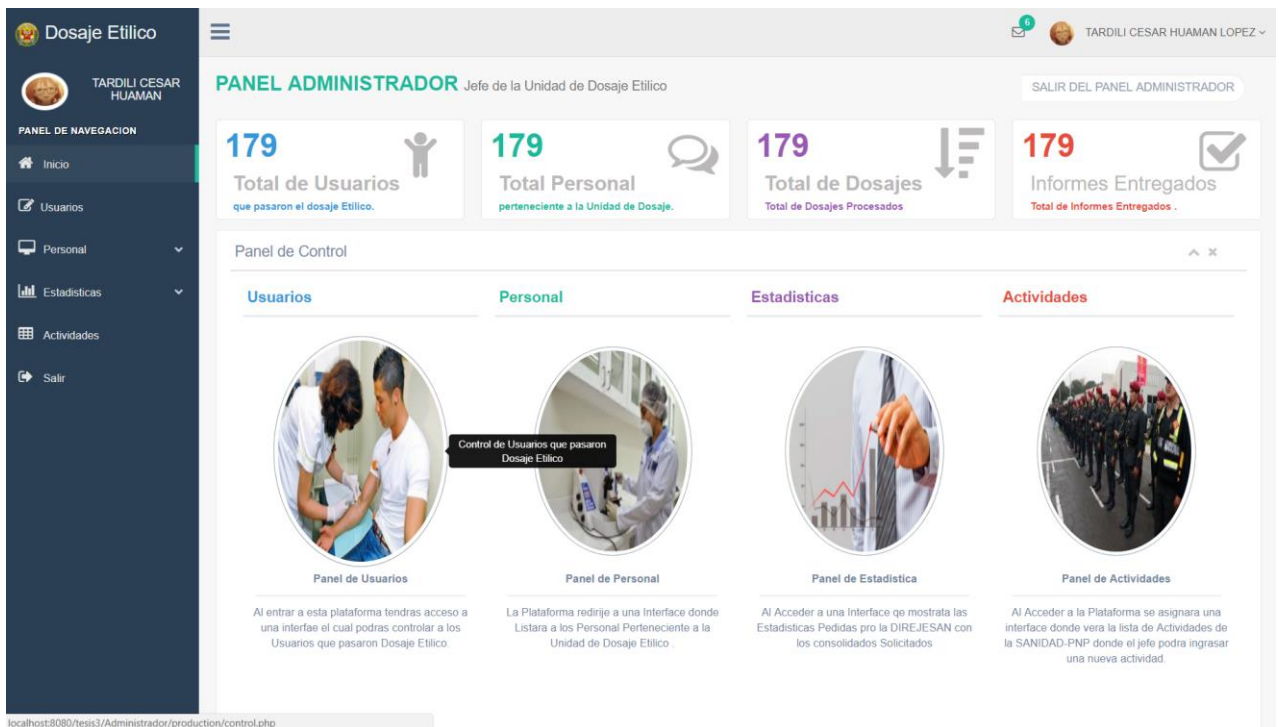 Dosaje Etilico
6
TARDILI CESAR HUAMAN LOPEZ
TARDILI CESAR
HUAMAN
PANEL DE NAVEGACION
Inicio
Usuarios
Personal
Estadisticas
Actividades
Salir
PANEL ADMINISTRADOR Jefe de la Unidad de Dosaje Etilico
SALIR DEL PANEL ADMINISTRADOR
179
Total de Usuarios
que pasaron el dosaje Etilico.
179
Total Personal
perteneciente a la Unidad de Dosaje.
179
Total de Dosajes
Total de Dosajes Procesados
179
Informes Entregados
Total de Informes Entregados .
Panel de Control
Usuarios
Control de Usuarios que pasaron
Dosaje Etilico
Panel de Usuarios
Al entrar a esta plataforma tendras acceso a
una interfae el cual podras controlar a los
Usuarios que pasaron Dosaje Etilico.
Personal
Panel de Personal
La Plataforma redirije a una Interface donde
Listara a los Personal Perteneciente a la
Unidad de Dosaje Etilico .
Estadisticas
Panel de Estadistica
Al Acceder a una Interface qe mostrata las
Estadisticas Pedidas pro la DIREJESAN con
los consolidados Solicitados
Actividades
Panel de Actividades
Al Acceder a la Plataforma se asignara una
interface donde vera la lista de Actividades de
la SANIDAD-PNP donde el jefe podra ingrasar
una nueva actividad.
localhost:8080/tesis3/Administrador/production/control.php